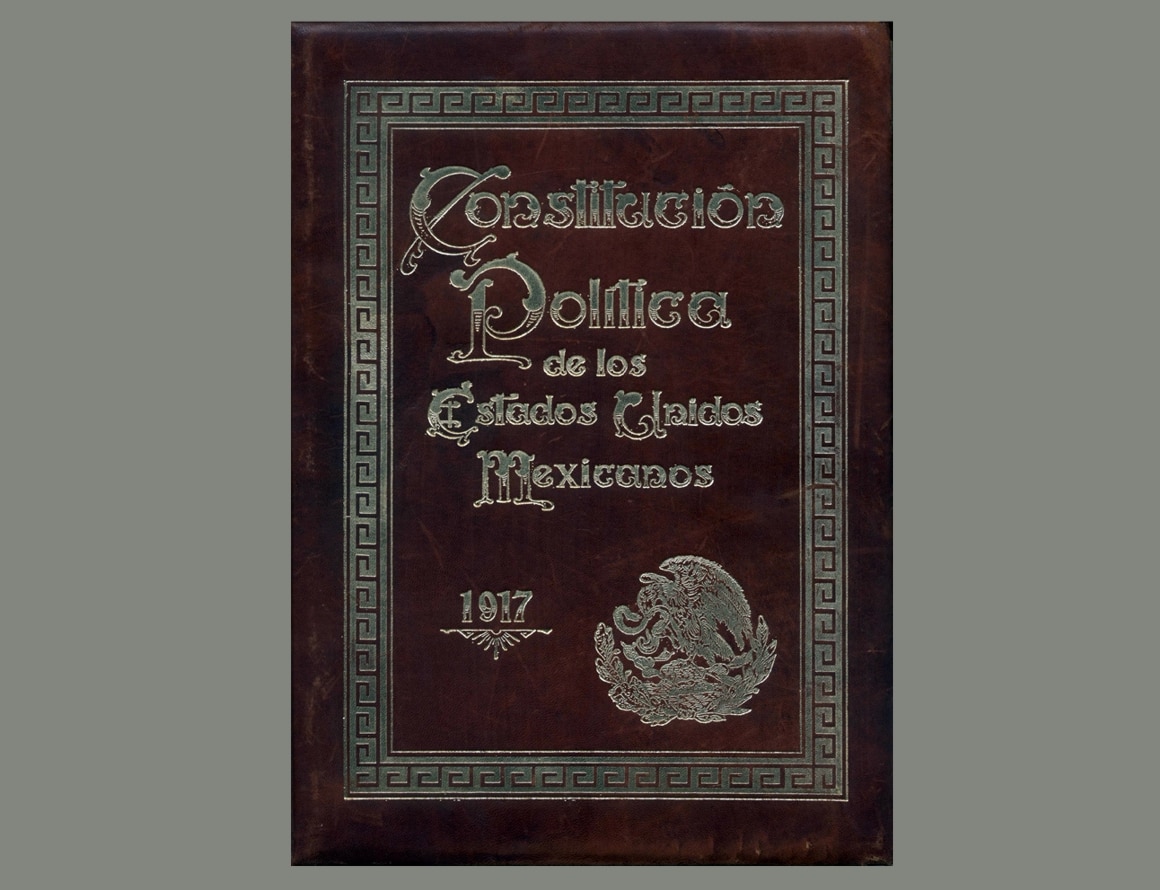 Constitución
Política
de los
Estados Unidos
Mexicanos
1917